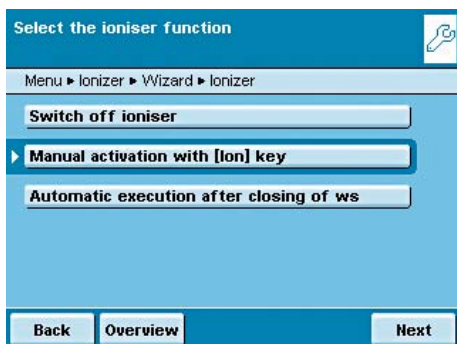 Select the ioniser function
Menu ▸ Ionizer ▸ Wizard ▸ Ionizer
Switch off ioniser
Manual activation with [Ion] key
Automatic execution after closing of ws
Back Overview Next